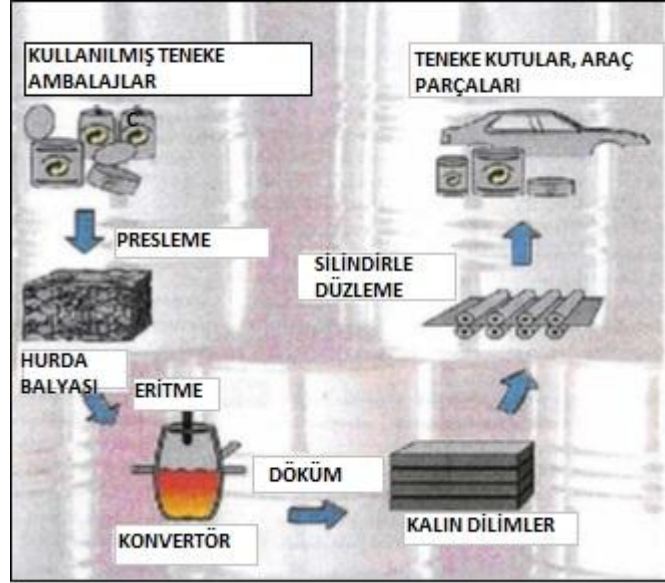 KULLANILMIŞ TENEKE
AMBALAJLAR
C
PRESLEME
HURDA
BALYASI
ERİTME
KONVERTÖR
DÖKÜM
KALIN DİLİMLER
SİLİNDİRLE
DÜZLEME
TENEKE KUTULAR, ARAÇ
PARÇALARI